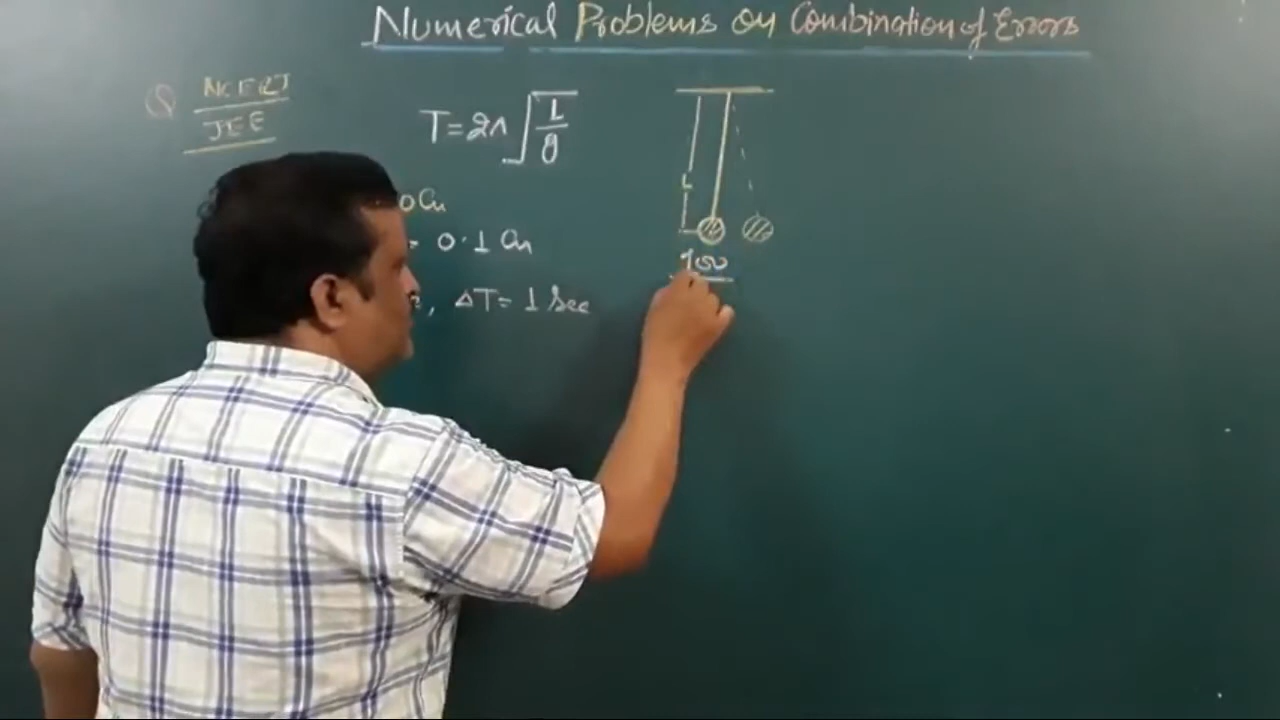 Numerical Problems on Combination of Errors
Q NCERT
JEE
T=2π√L/g
0 Cm
= 0.1 Cm
, ΔT= 1 Sec
L
100